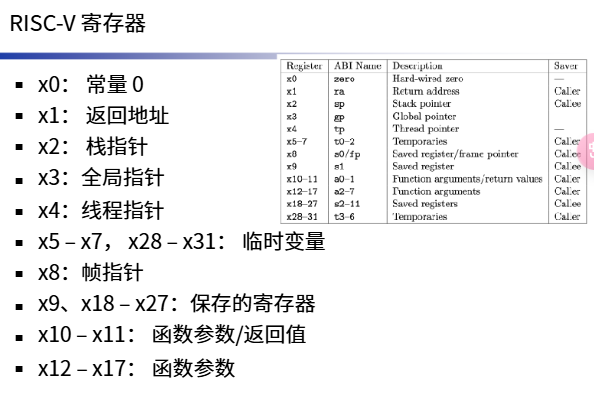 RISC-V 寄存器
x0： 常量 0
x1： 返回地址
x2： 栈指针
x3：全局指针
x4：线程指针
x5 – x7， x28 – x31： 临时变量
x8：帧指针
x9、x18 – x27：保存的寄存器
x10 – x11： 函数参数/返回值
x12 – x17： 函数参数
Register ABI Name Description Saver
x0 zero Hard-wired zero —
x1 ra Return address Caller
x2 sp Stack pointer Callee
x3 gp Global pointer
x4 tp Thread pointer —
x5-7 t0-2 Temporaries Caller
x8 s0/fp Saved register/frame pointer Callee
x9 s1 Saved register Callee
x10-11 a0-1 Function arguments/return values Caller
x12-17 a2-7 Function arguments Caller
x18-27 s2-11 Saved registers Callee
x28-31 t3-6 Temporaries Caller